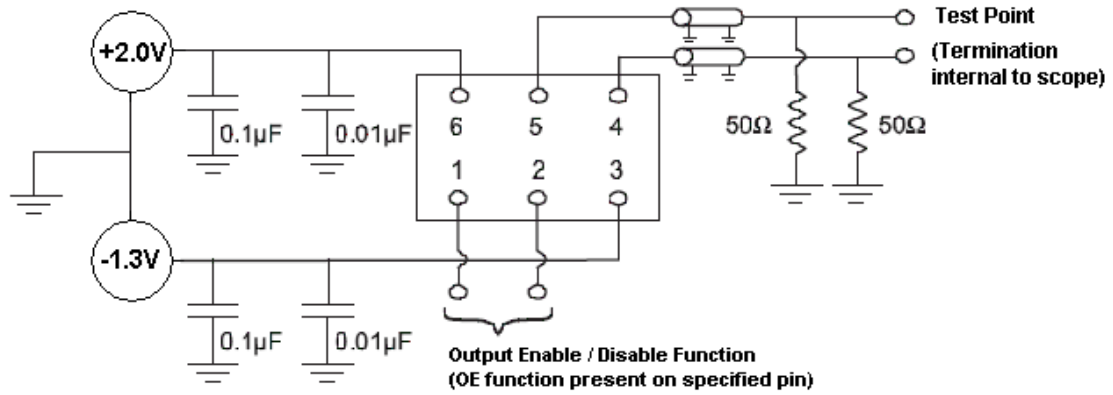 +2.0V
0.1µF
0.01µF
6
5
4
1
2
3
50Ω
50Ω
Test Point
(Termination
internal to scope)
-1.3V
0.1µF
0.01µF
Output Enable / Disable Function
(OE function present on specified pin)